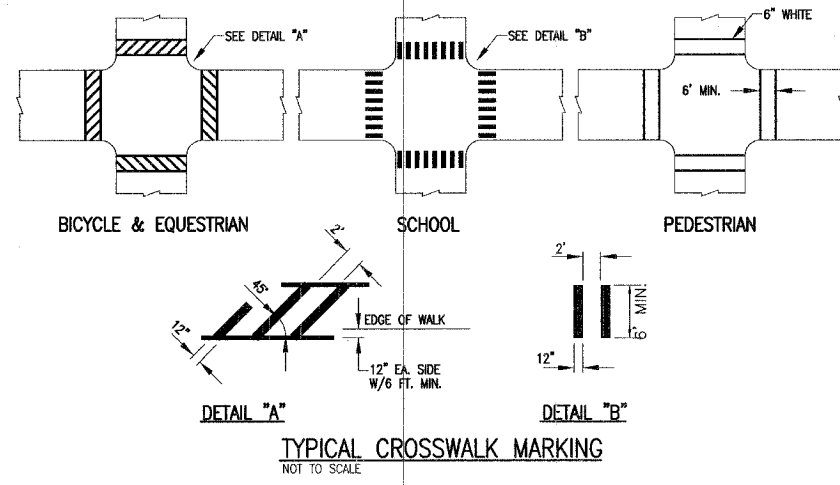 SEE DETAIL "A"
SEE DETAIL "B"
6" WHITE
6' MIN.
BICYCLE & EQUESTRIAN
SCHOOL
PEDESTRIAN
2'
45°
12"
EDGE OF WALK
12" EA. SIDE
W/6 FT. MIN.
DETAIL "A"
2'
6' MIN.
12"
DETAIL "B"
TYPICAL CROSSWALK MARKING
NOT TO SCALE